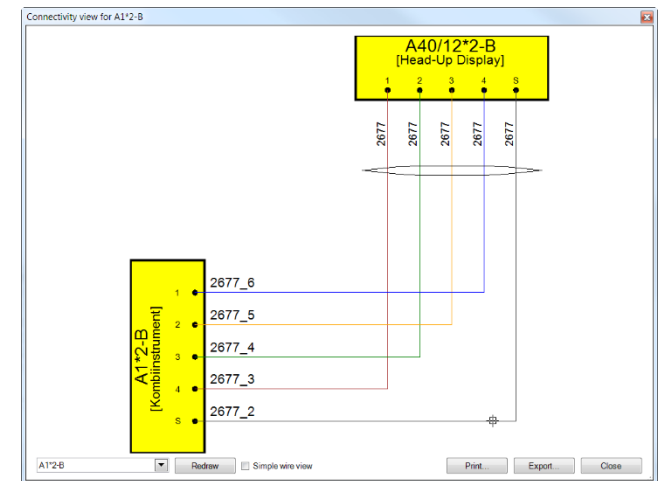 Connectivity view for A1*2-B
A40/12*2-B
[Head-Up Display]
1 2 3 4 S
2677 2677 2677 2677 2677
A1*2-B
[Kombiinstrument]
1 2677_6
2 2677_5
3 2677_4
4 2677_3
S 2677_2
A1*2-B Redraw Simple wire view Print... Export... Close